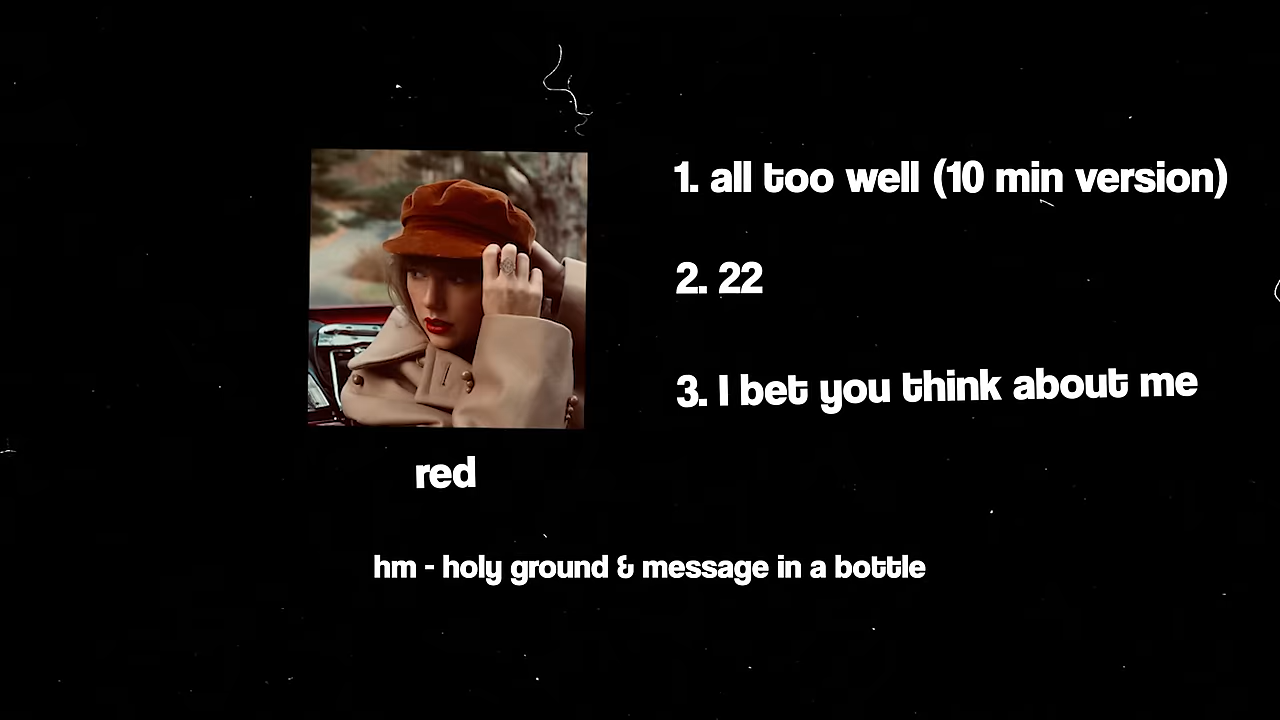 1. all too well (10 min version)
2. 22
3. I bet you think about me
red
hm - holy ground & message in a bottle